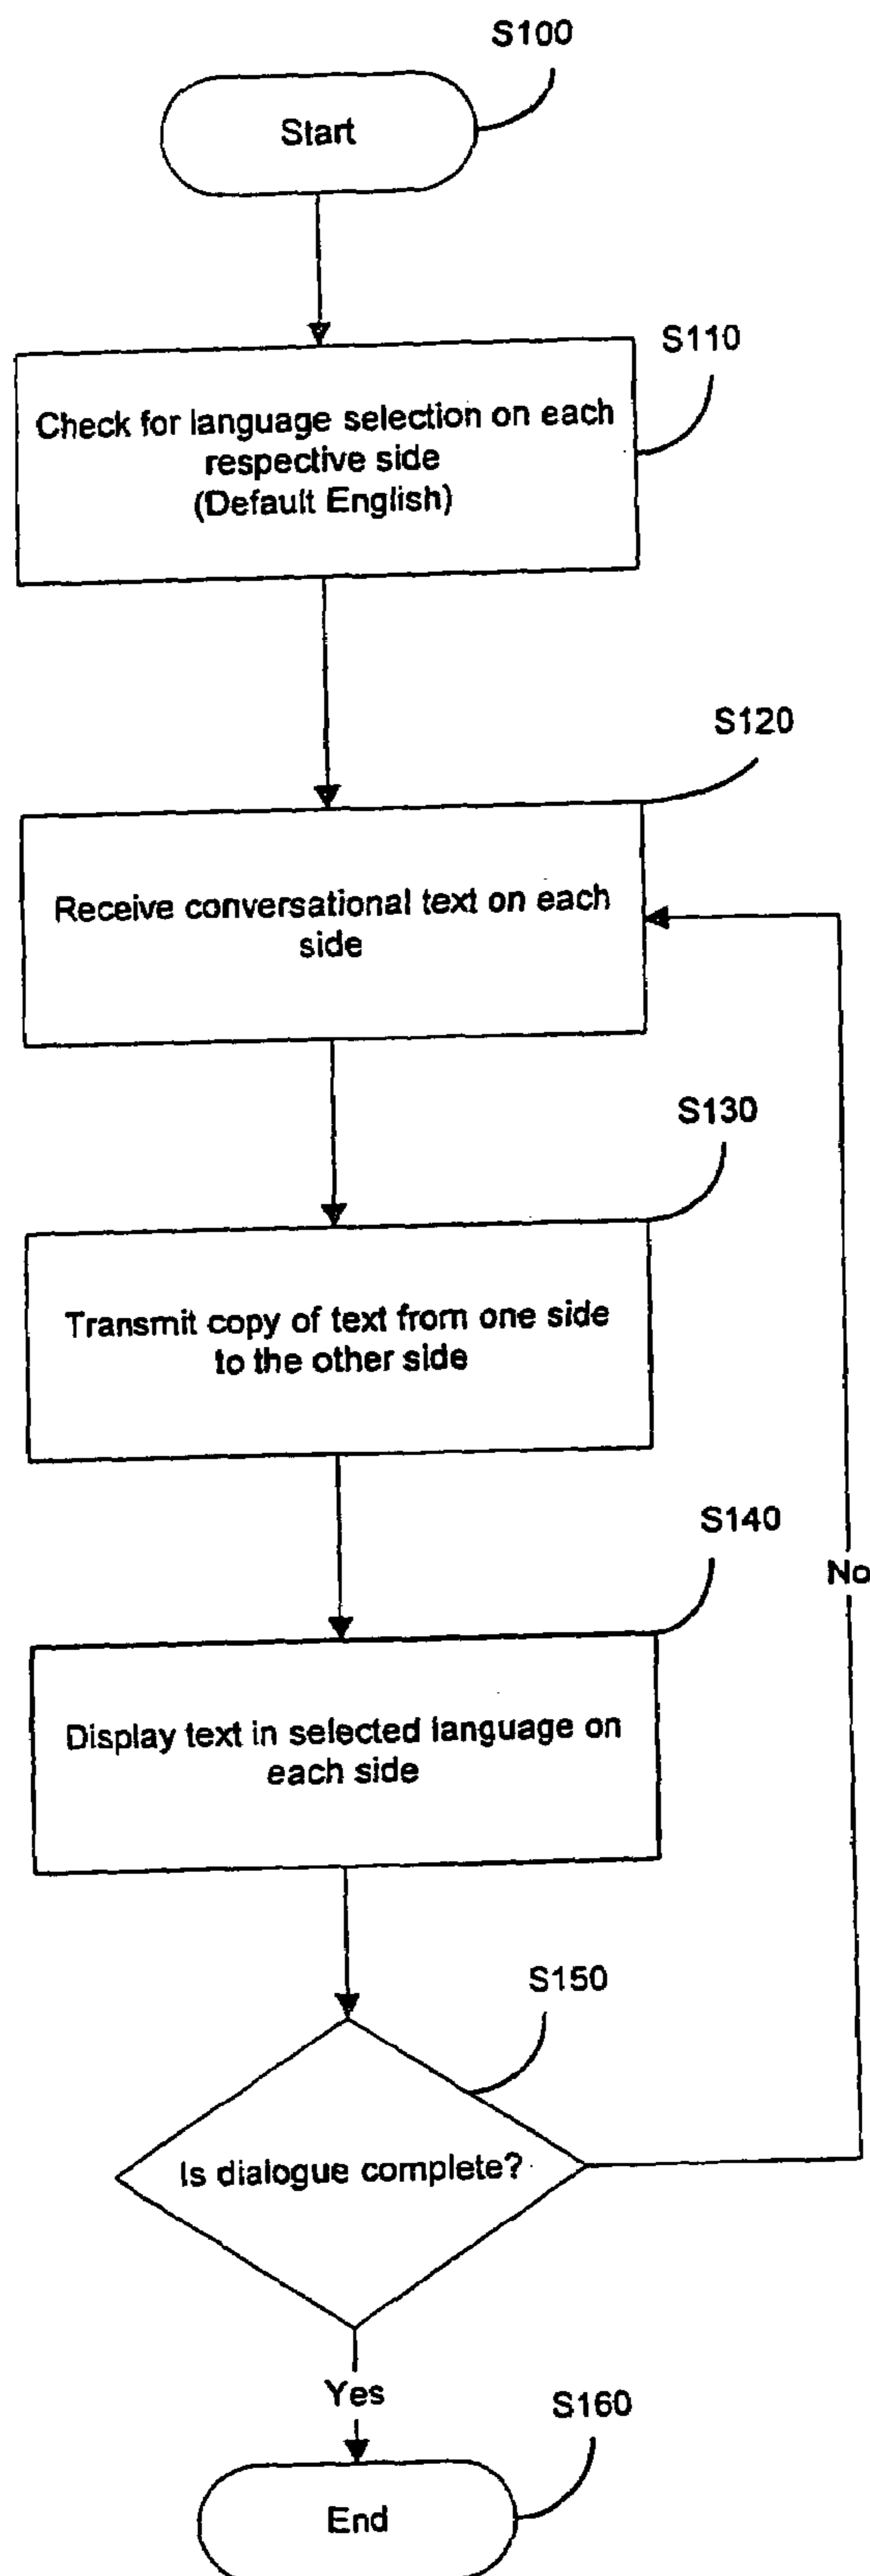 S100
Start
S110
Check for language selection on each
respective side
(Default English)
S120
Receive conversational text on each
side
S130
Transmit copy of text from one side
to the other side
S140
No
Display text in selected language on
each side
S150
Is dialogue complete?
Yes
S160
End